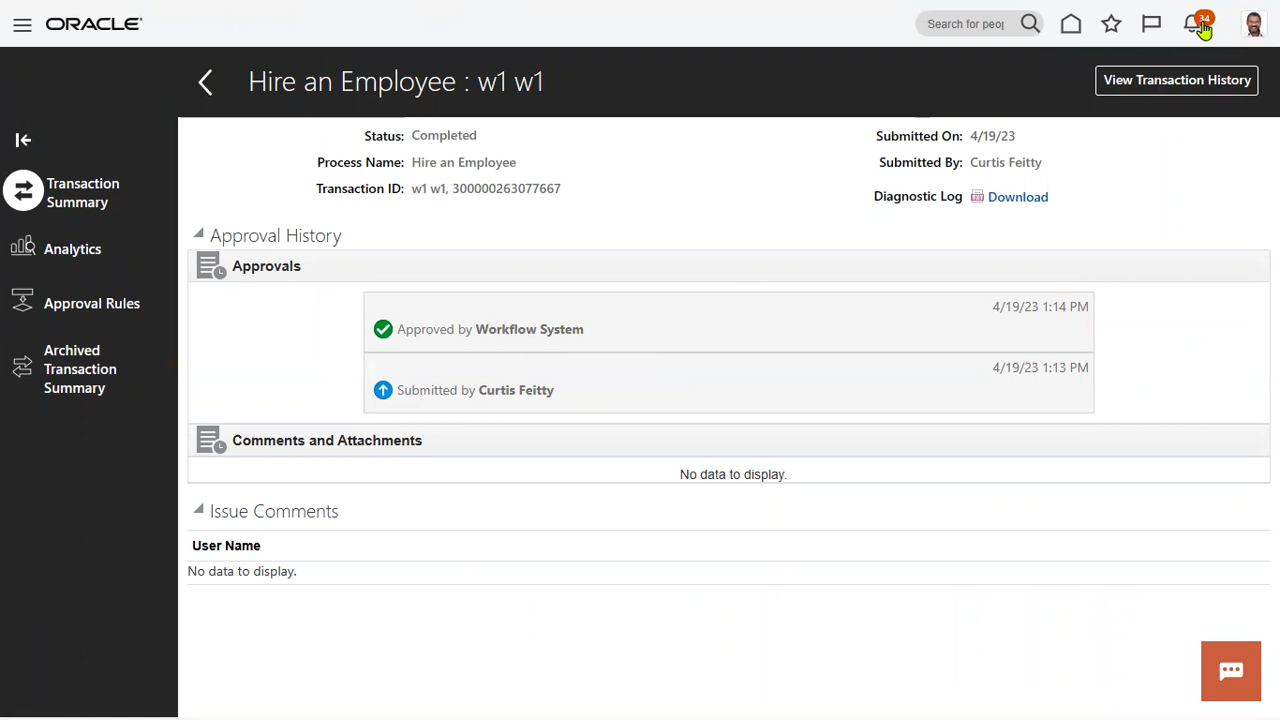 ORACLE
Search for peop
34
Hire an Employee : w1 w1
View Transaction History
Status: Completed
Submitted On: 4/19/23
Process Name: Hire an Employee
Submitted By: Curtis Feitty
Transaction ID: w1 w1, 300000263077667
Diagnostic Log Download
Transaction
Summary
Analytics
Approval Rules
Archived
Transaction
Summary
Approval History
Approvals
4/19/23 1:14 PM
Approved by Workflow System
4/19/23 1:13 PM
Submitted by Curtis Feitty
Comments and Attachments
No data to display.
Issue Comments
User Name
No data to display.